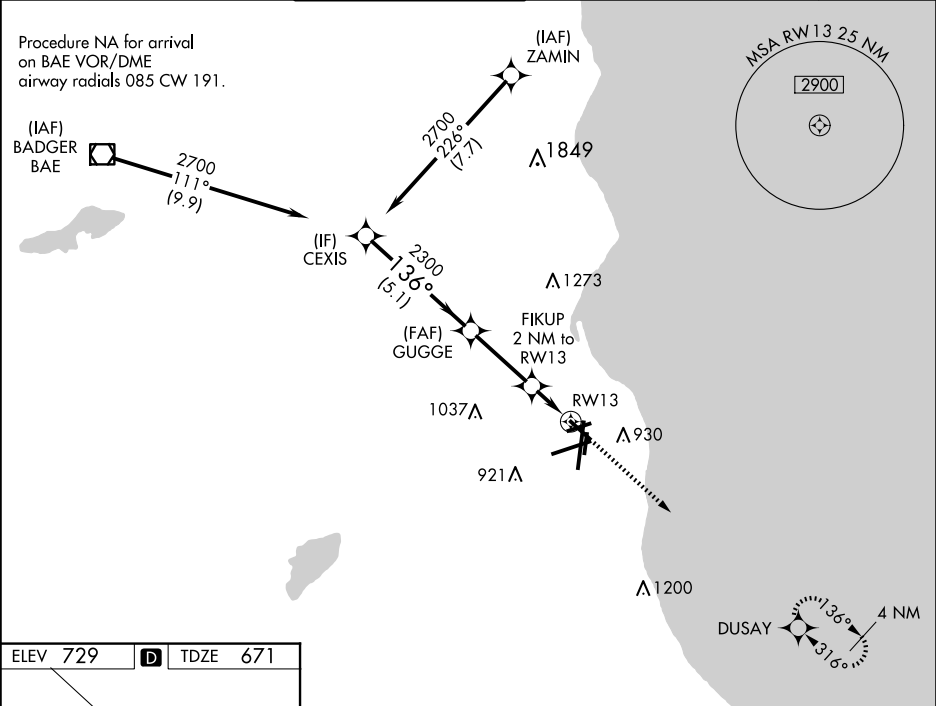 Procedure NA for arrival
on BAE VOR/DME
airway radials 085 CW 191.
(IAF)
ZAMIN
MSA RW13 25 NM
2900
(IAF)
BADGER
BAE
2700
111°
(9.9)
2700
226°
(7.7)
1849
(IF)
CEXIS
2300
136°
(5.1)
1273
(FAF)
GUGGE
FIKUP
2 NM to
RW13
RW13
1037
930
921
1200
DUSAY
136°
316°
4 NM
ELEV 729
D
TDZE 671